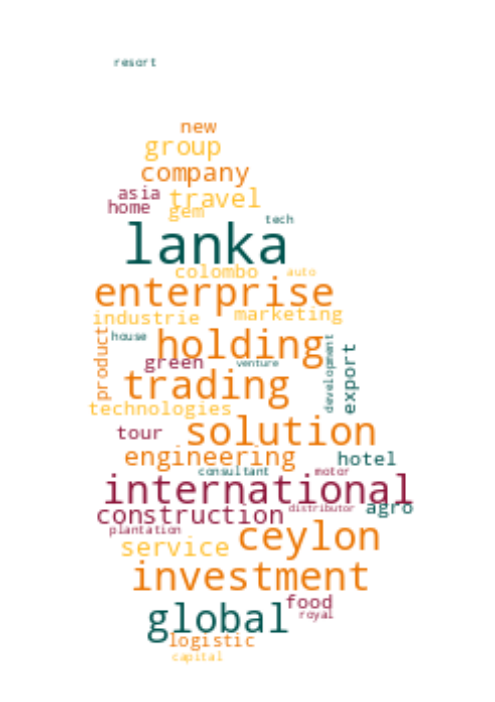 resort
new
group
company
asia
travel
home
gem
tech
lanka
colombo
auto
enterprise
industrie
marketing
product
house
holding
development
export
green
venture
trading
technologies
tour
solution
engineering
hotel
consultant
motor
international
construction
distributor
agro
plantation
service
ceylon
investment
global
food
royal
logistic
capital